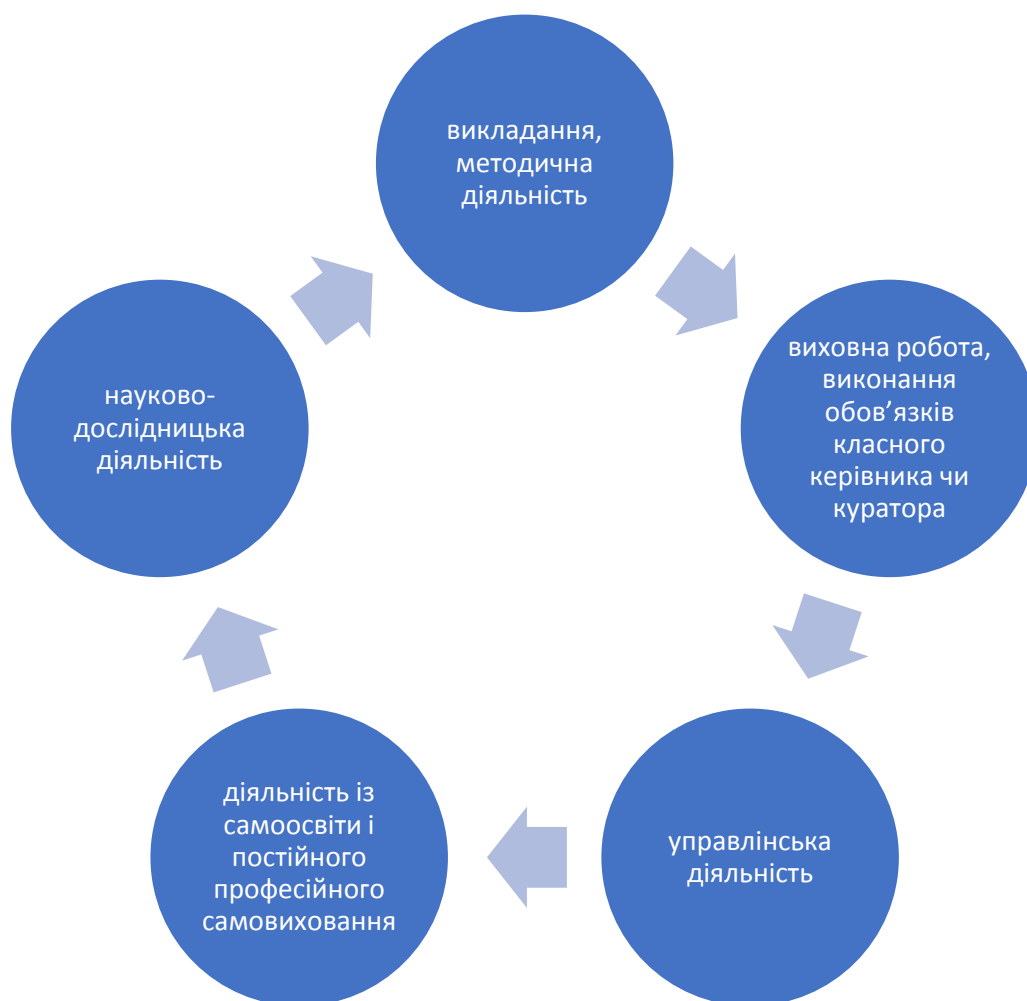 викладання,
методична
діяльність
виховна робота,
виконання
обов’язків
класного
керівника чи
куратора
управлінська
діяльність
діяльність із
самоосвіти і
постійного
професійного
самовиховання
науково-
дослідницька
діяльність